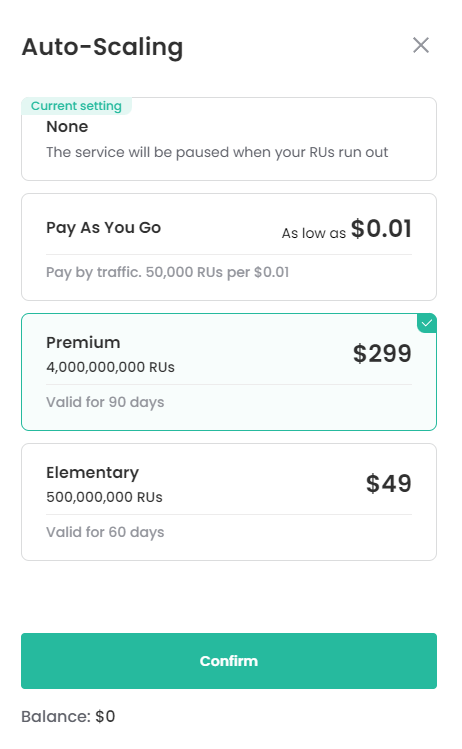 Auto-Scaling
Current setting
None
The service will be paused when your RUs run out
Pay As You Go
As low as $0.01
Pay by traffic. 50,000 RUs per $0.01
Premium
$299
4,000,000,000 RUs
Valid for 90 days
Elementary
$49
500,000,000 RUs
Valid for 60 days
Confirm
Balance: $0